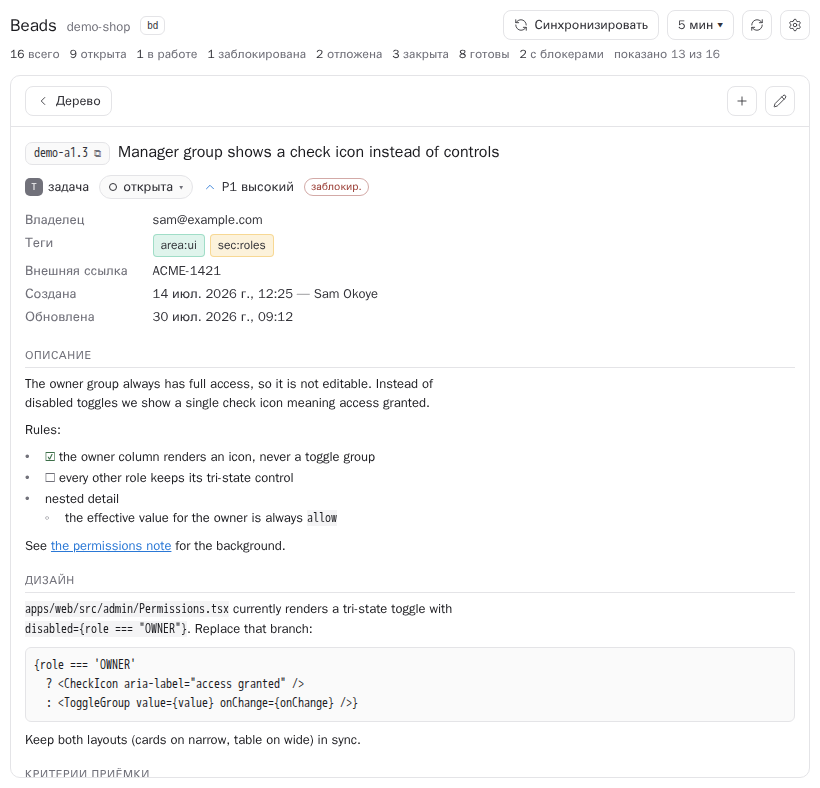 Beads demo-shop bd Синхронизировать 5 мин
16 всего 9 открыта 1 в работе 1 заблокирована 2 отложена 3 закрыта 8 готовы 2 с блокерами показано 13 из 16
Дерево
demo-a1.3 Manager group shows a check icon instead of controls
T задача открыта P1 высокий заблокир.
Владелец sam@example.com
Теги area:ui sec:roles
Внешняя ссылка ACME-1421
Создана 14 июл. 2026 г., 12:25 — Sam Okoye
Обновлена 30 июл. 2026 г., 09:12
ОПИСАНИЕ
The owner group always has full access, so it is not editable. Instead of
disabled toggles we show a single check icon meaning access granted.
Rules:
• ☑ the owner column renders an icon, never a toggle group
• ☐ every other role keeps its tri-state control
• nested detail
◦ the effective value for the owner is always allow
See the permissions note for the background.
ДИЗАЙН
apps/web/src/admin/Permissions.tsx currently renders a tri-state toggle with
disabled={role === "OWNER"}. Replace that branch:
{role === 'OWNER'
? <CheckIcon aria-label="access granted" />
: <ToggleGroup value={value} onChange={onChange} />}
Keep both layouts (cards on narrow, table on wide) in sync.
КРИТЕРИИ ПРИЁМКИ